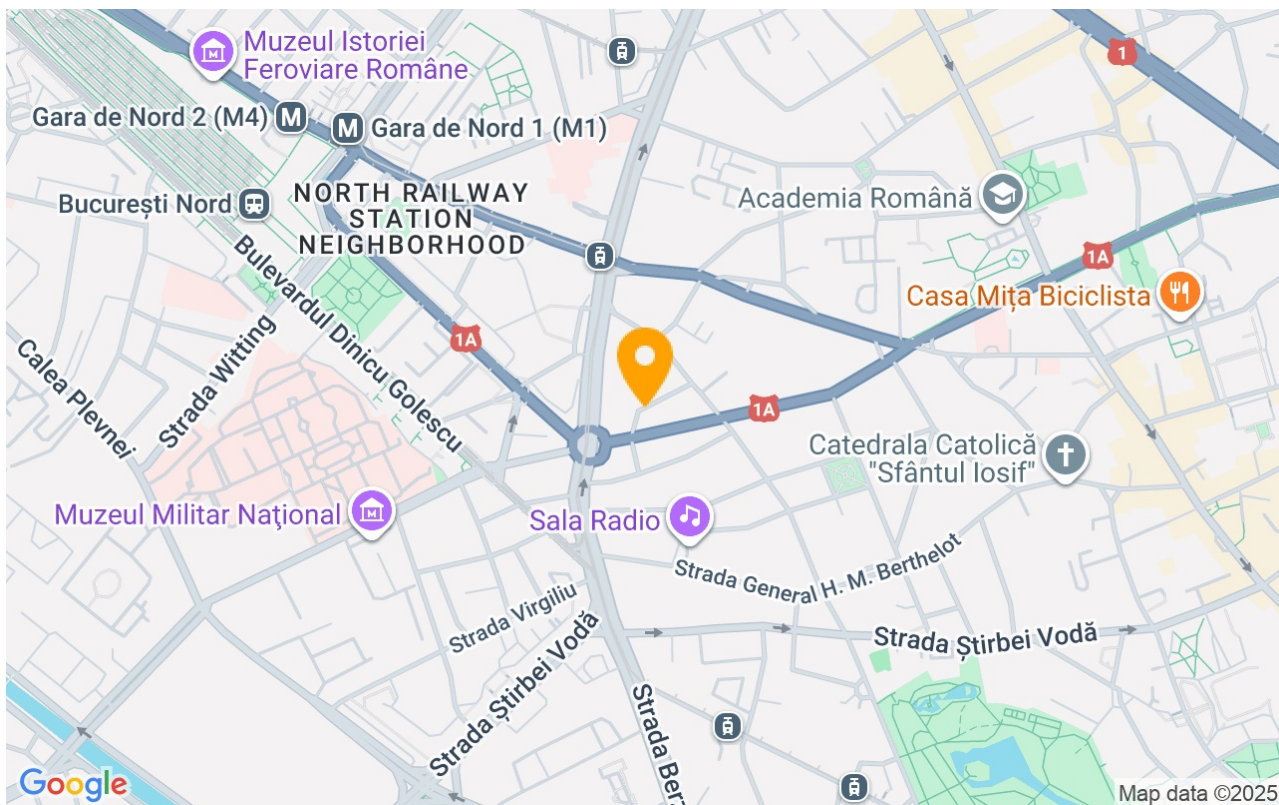 Muzeul Istoriei
Feroviare Române
1
Gara de Nord 2 (M4)
M
M
Gara de Nord 1 (M1)
București Nord
NORTH RAILWAY
STATION
NEIGHBORHOOD
Academia Română
1A
Casa Mița Biciclista
Bulevardul Dinicu Golescu
Strada Witting
Calea Plevnei
1A
1A
Catedrala Catolică
"Sfântul Iosif"
Muzeul Militar Naţional
M
Sala Radio
Strada General H. M. Berthelot
Strada Virgiliu
Strada Știrbei Vodă
Strada Știrbei Vodă
Strada Berz
Google
Map data ©2025